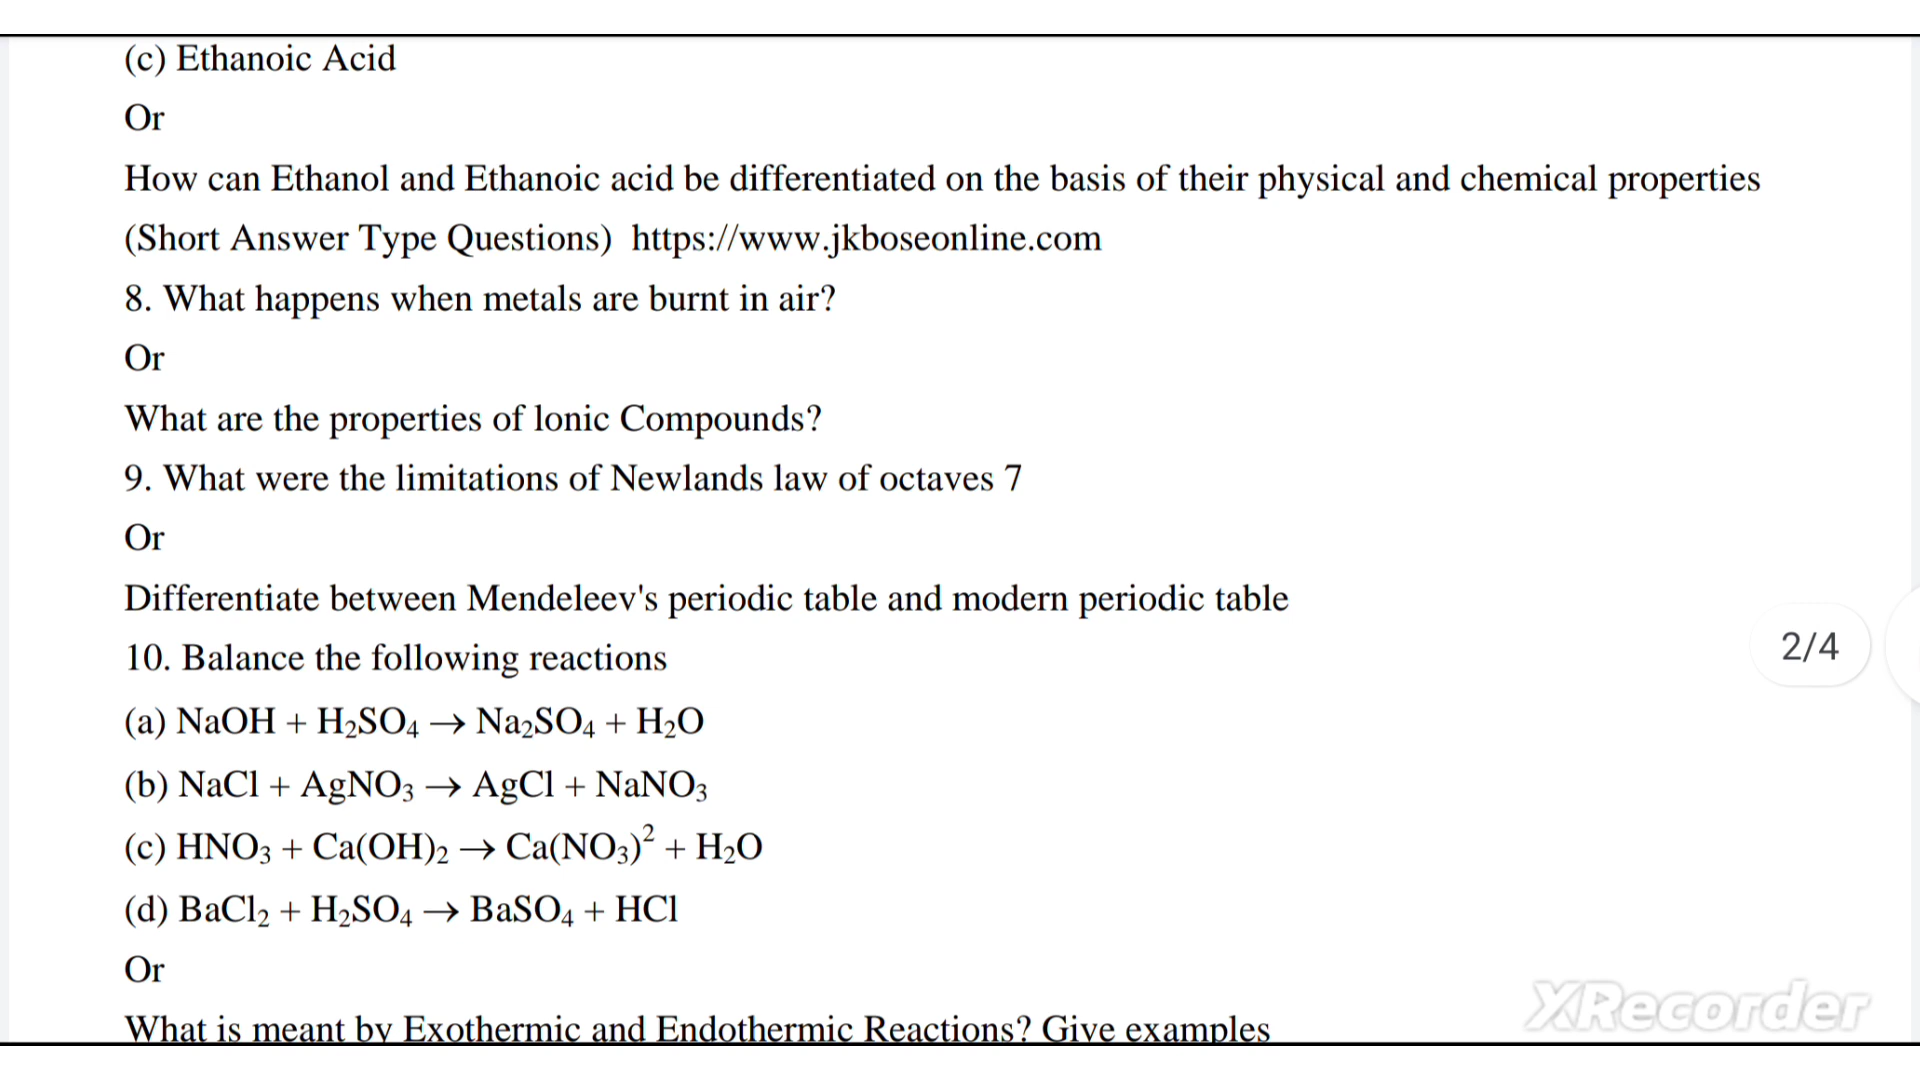 (c) Ethanoic Acid
Or
How can Ethanol and Ethanoic acid be differentiated on the basis of their physical and chemical properties
(Short Answer Type Questions) https://www.jkboseonline.com
8. What happens when metals are burnt in air?
Or
What are the properties of lonic Compounds?
9. What were the limitations of Newlands law of octaves 7
Or
Differentiate between Mendeleev's periodic table and modern periodic table
2/4
10. Balance the following reactions
(a) NaOH + H₂SO₄ → Na₂SO₄ + H₂O
(b) NaCl + AgNO₃ → AgCl + NaNO₃
(c) HNO₃ + Ca(OH)₂ → Ca(NO₃)² + H₂O
(d) BaCl₂ + H₂SO₄ → BaSO₄ + HCl
Or
XRecorder
What is meant by Exothermic and Endothermic Reactions? Give examples